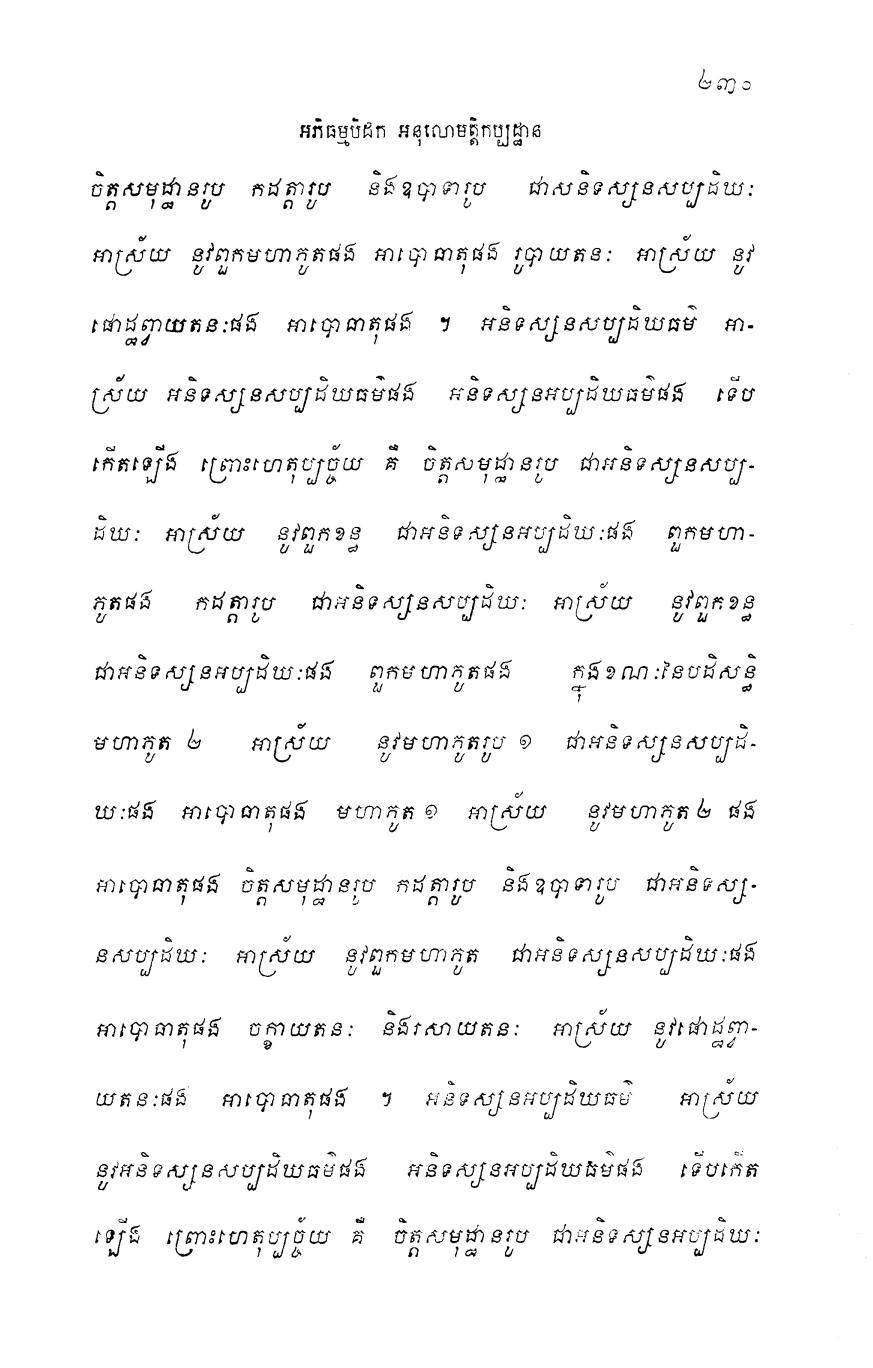 ២៣០
អភិធម្មបិដក អនុលោមត្តិកប្បដ្ឋាន
ចិត្តសមុដ្ឋានរូប កដត្តារូប និងឧបាទារូប ជាសនិទស្សនសប្បដិឃៈ
អាស្រ័យ នូវពួកមហាភូតផង អាបោធាតុផង រូបាយតនៈ អាស្រ័យ នូវ
ផោដ្ឋព្វាយតនៈផង អាបោធាតុផង ។ អនិទស្សនសប្បដិឃធម៌ អា-
ស្រ័យ អនិទស្សនសប្បដិឃធម៌ផង អនិទស្សនអប្បដិឃធម៌ផង ទើប
កើតឡើង ព្រោះហេតុប្បច្ច័យ គឺ ចិត្តសមុដ្ឋានរូប ជាអនិទស្សនសប្ប-
ដិឃៈ អាស្រ័យ នូវពួកខន្ធ ជាអនិទស្សនអប្បដិឃៈផង ពួកមហា-
ភូតផង កដត្តារូប ជាអនិទស្សនសប្បដិឃៈ អាស្រ័យ នូវពួកខន្ធ
ជាអនិទស្សនអប្បដិឃៈផង ពួកមហាភូតផង ក្នុងខណៈនៃបដិសន្ធិ
មហាភូត ២ អាស្រ័យ នូវមហាភូតរូប ១ ជាអនិទស្សនសប្បដិ-
ឃៈផង អាបោធាតុផង មហាភូត ១ អាស្រ័យ នូវមហាភូត ២ ផង
អាបោធាតុផង ចិត្តសមុដ្ឋានរូប កដត្តារូប និងឧបាទារូប ជាអនិទស្ស-
នសប្បដិឃៈ អាស្រ័យ នូវពួកមហាភូត ជាអនិទស្សនសប្បដិឃៈផង
អាបោធាតុផង ចក្ខាយតនៈ និងរសាយតនៈ អាស្រ័យ នូវផោដ្ឋព្វា-
យតនៈផង អាបោធាតុផង ។ អនិទស្សនអប្បដិឃធម៌ អាស្រ័យ
នូវអនិទស្សនសប្បដិឃធម៌ផង អនិទស្សនអប្បដិឃធម៌ផង ទើបកើត
ឡើង ព្រោះហេតុប្បច្ច័យ គឺ ចិត្តសមុដ្ឋានរូប ជាអនិទស្សនអប្បដិឃៈ